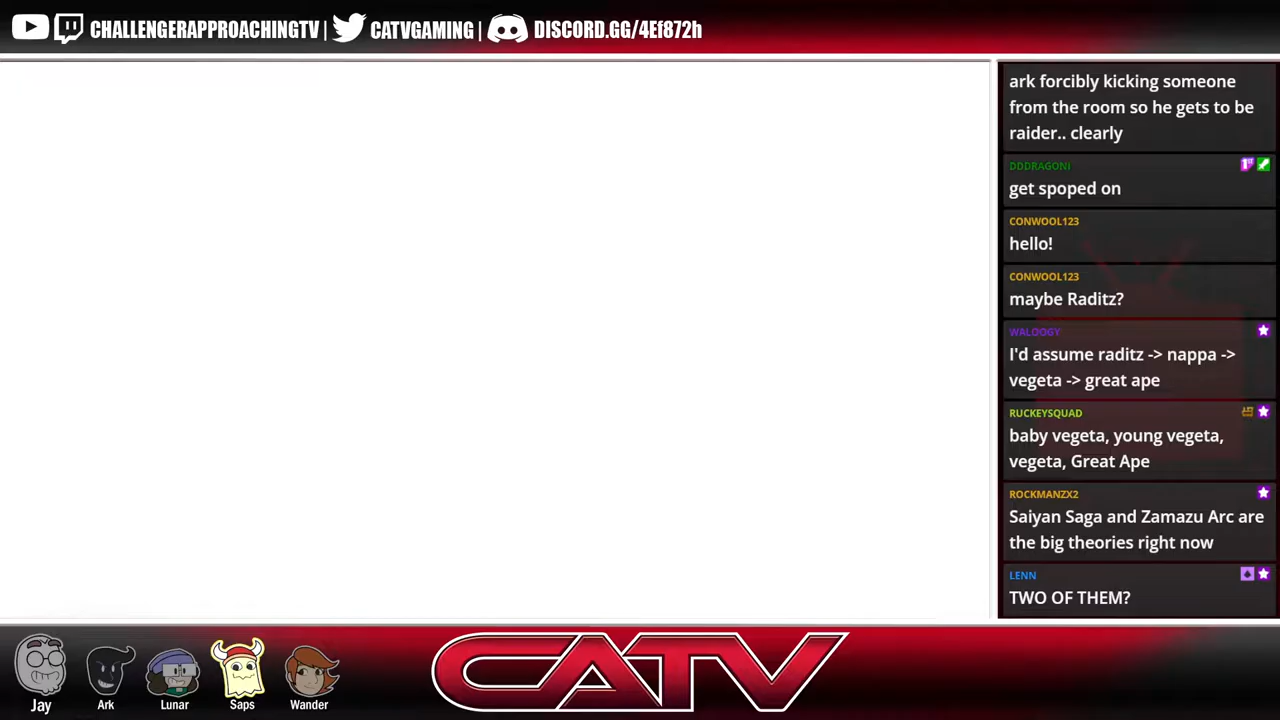 CHALLENGERAPPROACHINGTV | CATVGAMING | DISCORD.GG/4Ef872h
ark forcibly kicking someone
from the room so he gets to be
raider.. clearly
DDDRAGONI
get spoped on
CONWOOL123
hello!
CONWOOL123
maybe Raditz?
WALOOGY
I'd assume raditz -> nappa ->
vegeta -> great ape
RUCKEYSQUAD
baby vegeta, young vegeta,
vegeta, Great Ape
ROCKMANZX2
Saiyan Saga and Zamazu Arc are
the big theories right now
LENN
TWO OF THEM?
Jay
Ark
Lunar
Saps
Wander
CATV